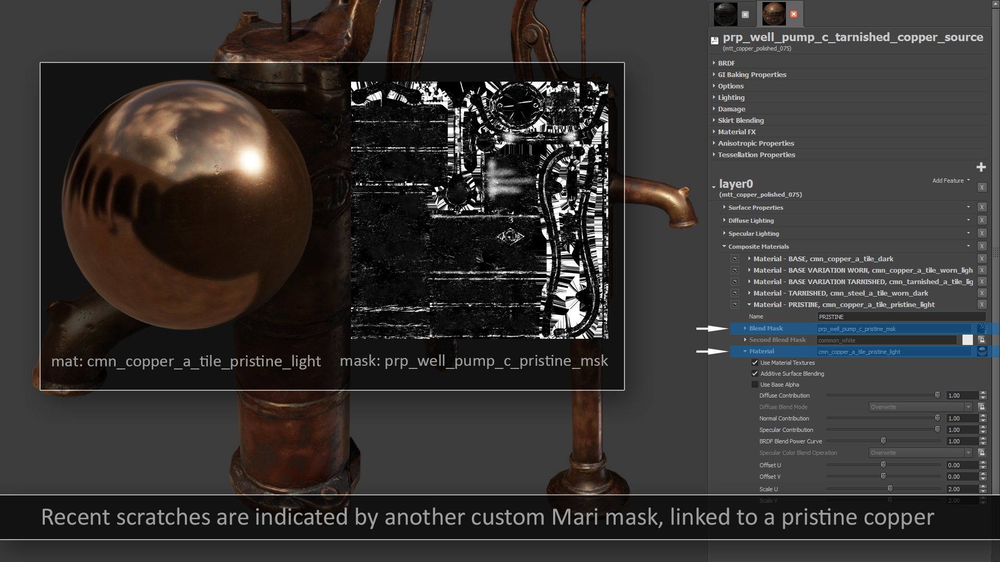 prp_well_pump_c_tarnished_copper_source
(mtt_copper_polished_075)
BRDF
GI Baking Properties
Options
Lighting
Damage
Skirt Blending
Material FX
Anisotropic Properties
Tessellation Properties
layer0
Add Feature
X
(mtt_copper_polished_075)
Surface Properties X
Diffuse Lighting X
Specular Lighting X
Composite Materials X
Material - BASE, cmn_copper_a_tile_dark X
Material - BASE VARIATION WORN, cmn_copper_a_tile_worn_ligh X
Material - BASE VARIATION TARNISHED, cmn_tarnished_a_tile_lig X
Material - TARNISHED, cmn_steel_a_tile_worn_dark X
Material - PRISTINE, cmn_copper_a_tile_pristine_light X
Name PRISTINE
Blend Mask prp_well_pump_c_pristine_msk
Second Blend Mask common_white
Material cmn_copper_a_tile_pristine_light
Use Material Textures
Additive Surface Blending
Use Base Alpha
Diffuse Contribution 1.00
Diffuse Blend Mode Overwrite
Normal Contribution 1.00
Specular Contribution 1.00
BRDF Blend Power Curve 1.00
Specular Color Blend Operation Overwrite
Offset U 0.00
Offset V 0.00
Scale U 2.00
Scale V 2.00
3
mat: cmn_copper_a_tile_pristine_light
mask: prp_well_pump_c_pristine_msk
Recent scratches are indicated by another custom Mari mask, linked to a pristine copper